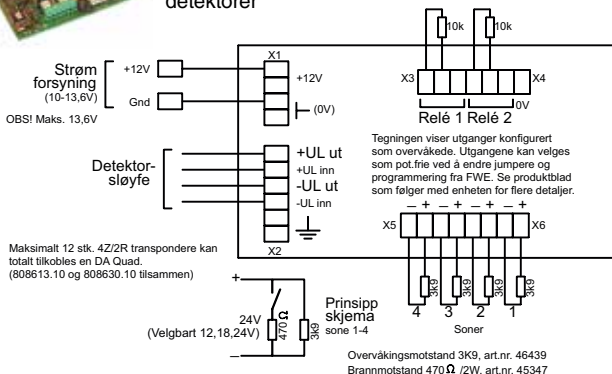 detektorer
Strøm
forsyning
(10-13,6V)
OBS! Maks. 13,6V
+12V
Gnd
X1
+12V
(0V)
Detektor-
sløyfe
+UL ut
+UL inn
-UL ut
-UL inn
X2
10k
10k
X3
X4
0V
Relé 1 Relé 2
Tegningen viser utganger konfigurert
som overvåkede. Utgangene kan velges
som pot.frie ved å endre jumpere og
programmering fra FWE. Se produktblad
som følger med enheten for flere detaljer.
– + – + – + – +
X5
X6
3k9
3k9
3k9
3k9
4 3 2 1
Soner
Maksimalt 12 stk. 4Z/2R transpondere kan
totalt tilkobles en DA Quad.
(808613.10 og 808630.10 tilsammen)
+
24V
(Velgbart 12,18,24V)
–
470 Ω
3k9
Prinsipp
skjema
sone 1-4
Overvåkingsmotstand 3K9, art.nr. 46439
Brannmotstand 470 Ω /2W, art.nr. 45347